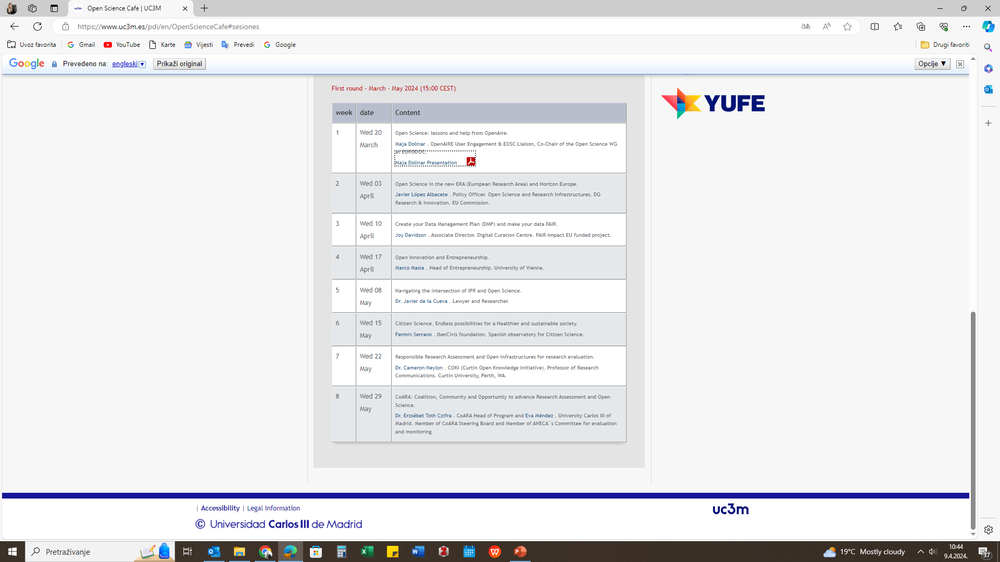 Open Science Cafe | UC3M
https://www.uc3m.es/pdi/en/OpenScienceCafe#sesiones
Uvoz favorita
Gmail
YouTube
Karte
Vijesti
Prevedi
Google
Drugi favoriti
Google
Prevedeno na: engleski
Prikaži original
Opcije ▼
First round - March - May 2024 (15:00 CEST)
YUFE
week date Content
1
Wed 20
March
Open Science: lessons and help from OpenAire.
Maja Dolinar . OpenAIRE User Engagement & EOSC Liaison, Co-Chair of the Open Science WG
at EURODOC.
Maja Dolinar Presentation
2
Wed 03
April
Open Science in the new ERA (European Research Area) and Horizon Europe.
Javier López Albacete . Policy Officer. Open Science and Research Infrastructures. DG
Research & Innovation. EU Commission.
3
Wed 10
April
Create your Data Management Plan (DMP) and make your data FAIR.
Joy Davidson . Associate Director. Digital Curation Centre. FAIR-Impact EU funded project.
4
Wed 17
April
Open Innovation and Entrepreneurship.
Marco Masia . Head of Entrepreneurship. University of Vienna.
5
Wed 08
May
Navigating the intersection of IPR and Open Science.
Dr. Javier de la Cueva . Lawyer and Researcher.
6
Wed 15
May
Citizen Science. Endless possibilities for a Healthier and sustainable society.
Fermin Serrano . IberCivis foundation. Spanish observatory for Citizen Science.
7
Wed 22
May
Responsible Research Assessment and Open infrastructures for research evaluation.
Dr. Cameron Neylon . COKI (Curtin Open Knowledge Initiative). Professor of Research
Communications. Curtin University, Perth, WA.
8
Wed 29
May
CoARA: Coalition, Community and Opportunity to advance Research Assessment and Open
Science.
Dr. Erzsébet Toth Czifra . CoARA Head of Program and Eva Méndez . University Carlos III of
Madrid. Member of CoARA Steering Board and Member of ANECA`s Committee for evaluation
and monitoring
| Accessibility | Legal Information
uc3m
© Universidad Carlos III de Madrid
Pretraživanje
19°C Mostly cloudy
10:44
9.4.2024.
37